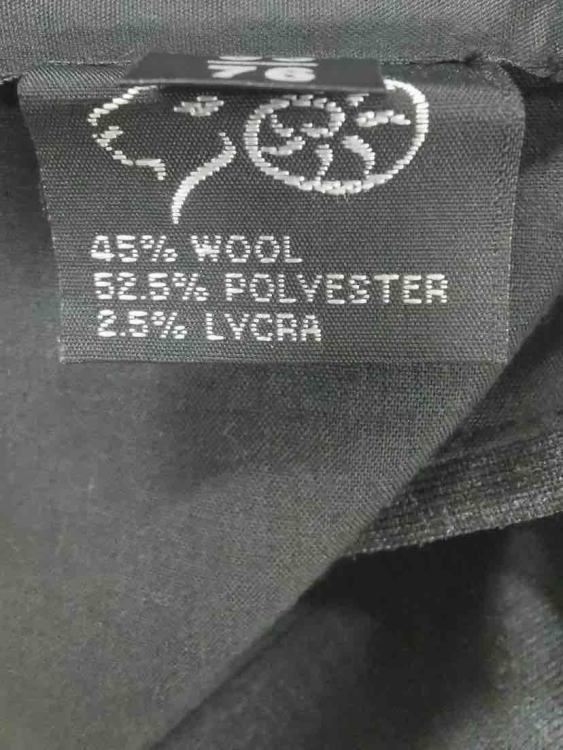 76
45% WOOL
52.5% POLYESTER
2.5% LYCRA